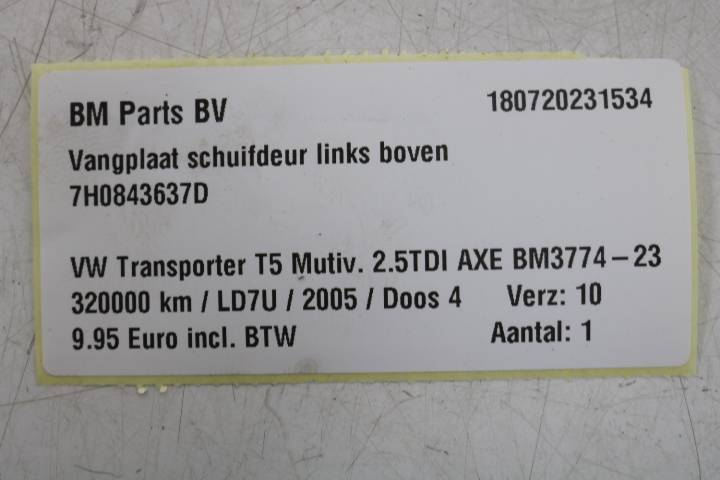 BM Parts BV 180720231534
Vangplaat schuifdeur links boven
7H0843637D
VW Transporter T5 Mutiv. 2.5TDI AXE BM3774-23
320000 km / LD7U / 2005 / Doos 4 Verz: 10
9.95 Euro incl. BTW Aantal: 1